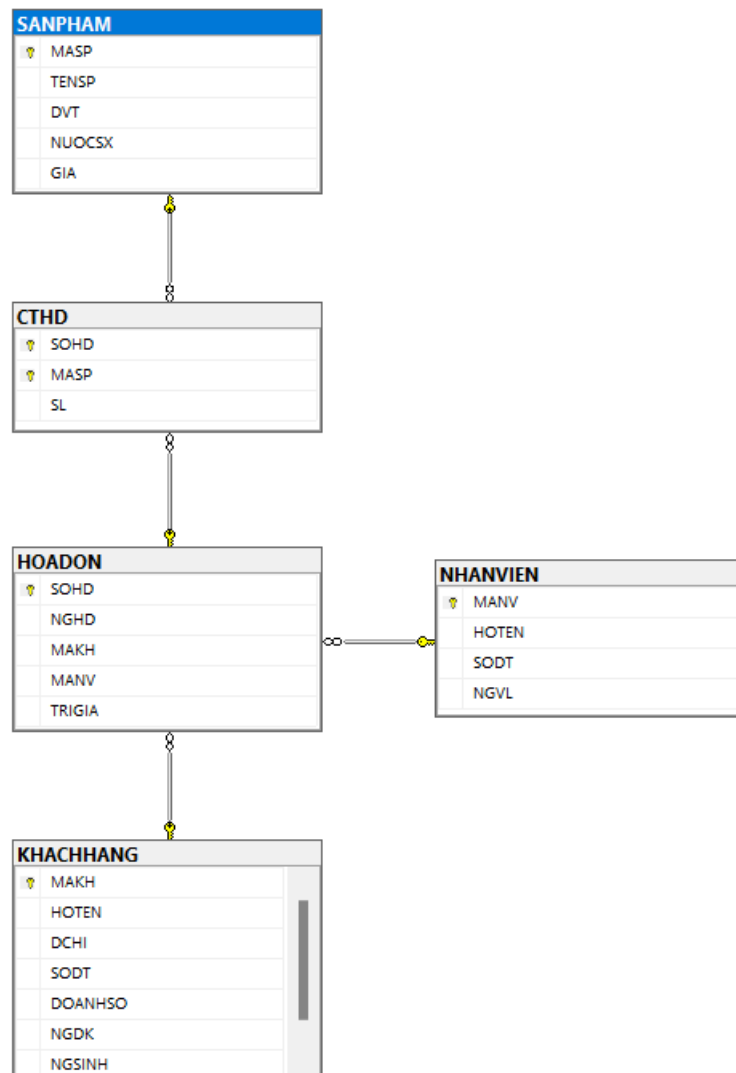 SANPHAM
MASP
TENSP
DVT
NUOCSX
GIA
CTHD
SOHD
MASP
SL
HOADON
SOHD
NGHD
MAKH
MANV
TRIGIA
NHANVIEN
MANV
HOTEN
SODT
NGVL
KHACHHANG
MAKH
HOTEN
DCHI
SODT
DOANHSO
NGDK
NGSINH